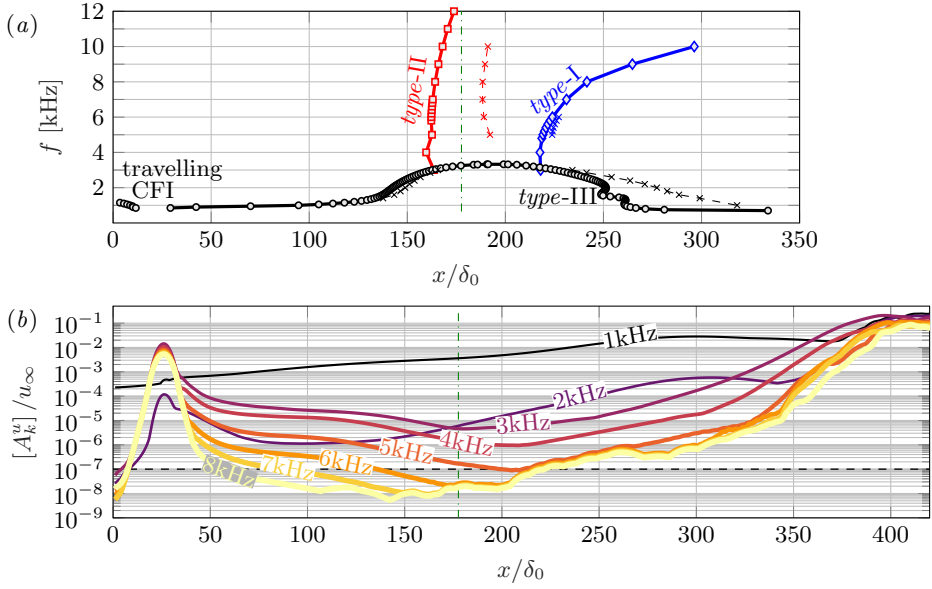 (a)
f [kHz]
12
10
8
6
4
2
type-II
type-I
travelling
CFI
type-III
0 50 100 150 200 250 300 350
x/δ₀
(b)
[Aᵘₖ] /u∞
10⁻¹
10⁻²
10⁻³
10⁻⁴
10⁻⁵
10⁻⁶
10⁻⁷
10⁻⁸
10⁻⁹
1kHz
2kHz
3kHz
4kHz
5kHz
6kHz
7kHz
8kHz
0 50 100 150 200 250 300 350 400
x/δ₀